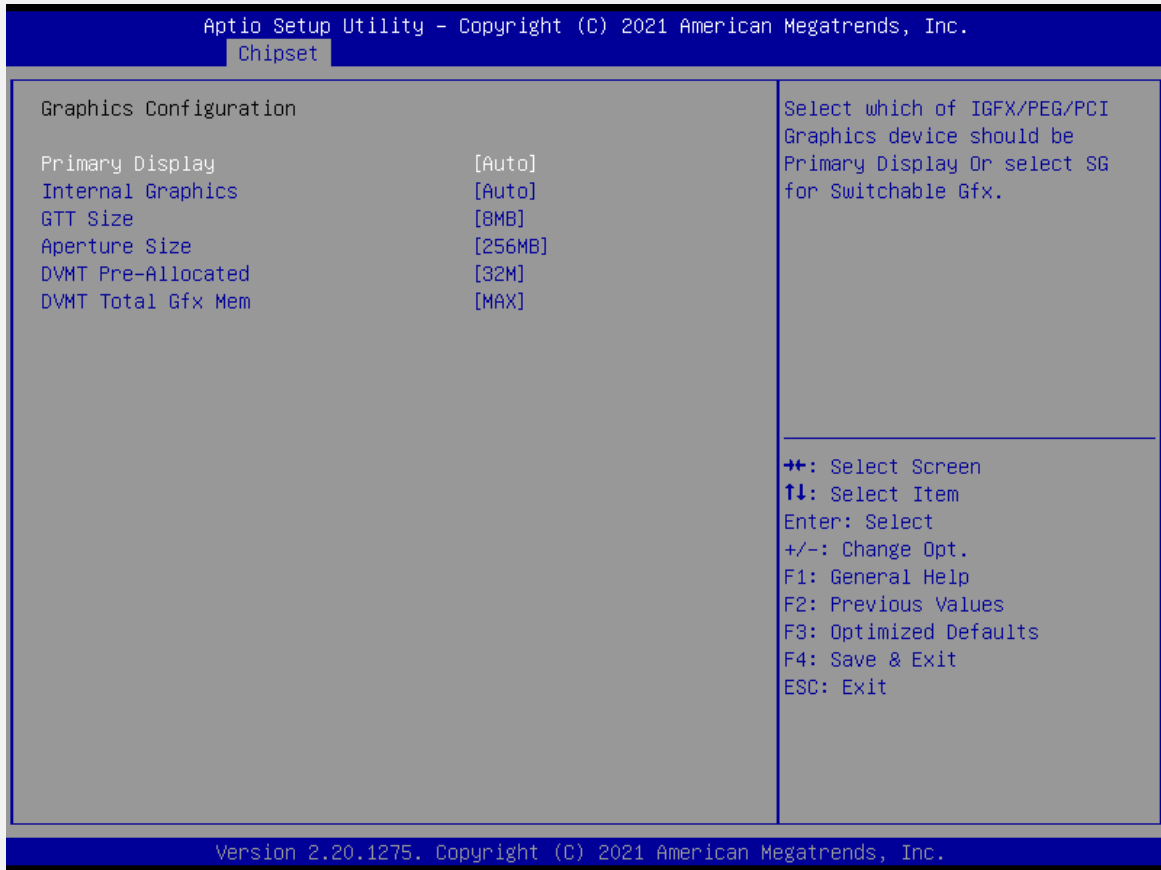 Aptio Setup Utility – Copyright (C) 2021 American Megatrends, Inc.
Chipset
Graphics Configuration
Primary Display [Auto]
Internal Graphics [Auto]
GTT Size [8MB]
Aperture Size [256MB]
DVMT Pre-Allocated [32M]
DVMT Total Gfx Mem [MAX]
Select which of IGFX/PEG/PCI
Graphics device should be
Primary Display Or select SG
for Switchable Gfx.
→←: Select Screen
↑↓: Select Item
Enter: Select
+/-: Change Opt.
F1: General Help
F2: Previous Values
F3: Optimized Defaults
F4: Save & Exit
ESC: Exit
Version 2.20.1275. Copyright (C) 2021 American Megatrends, Inc.